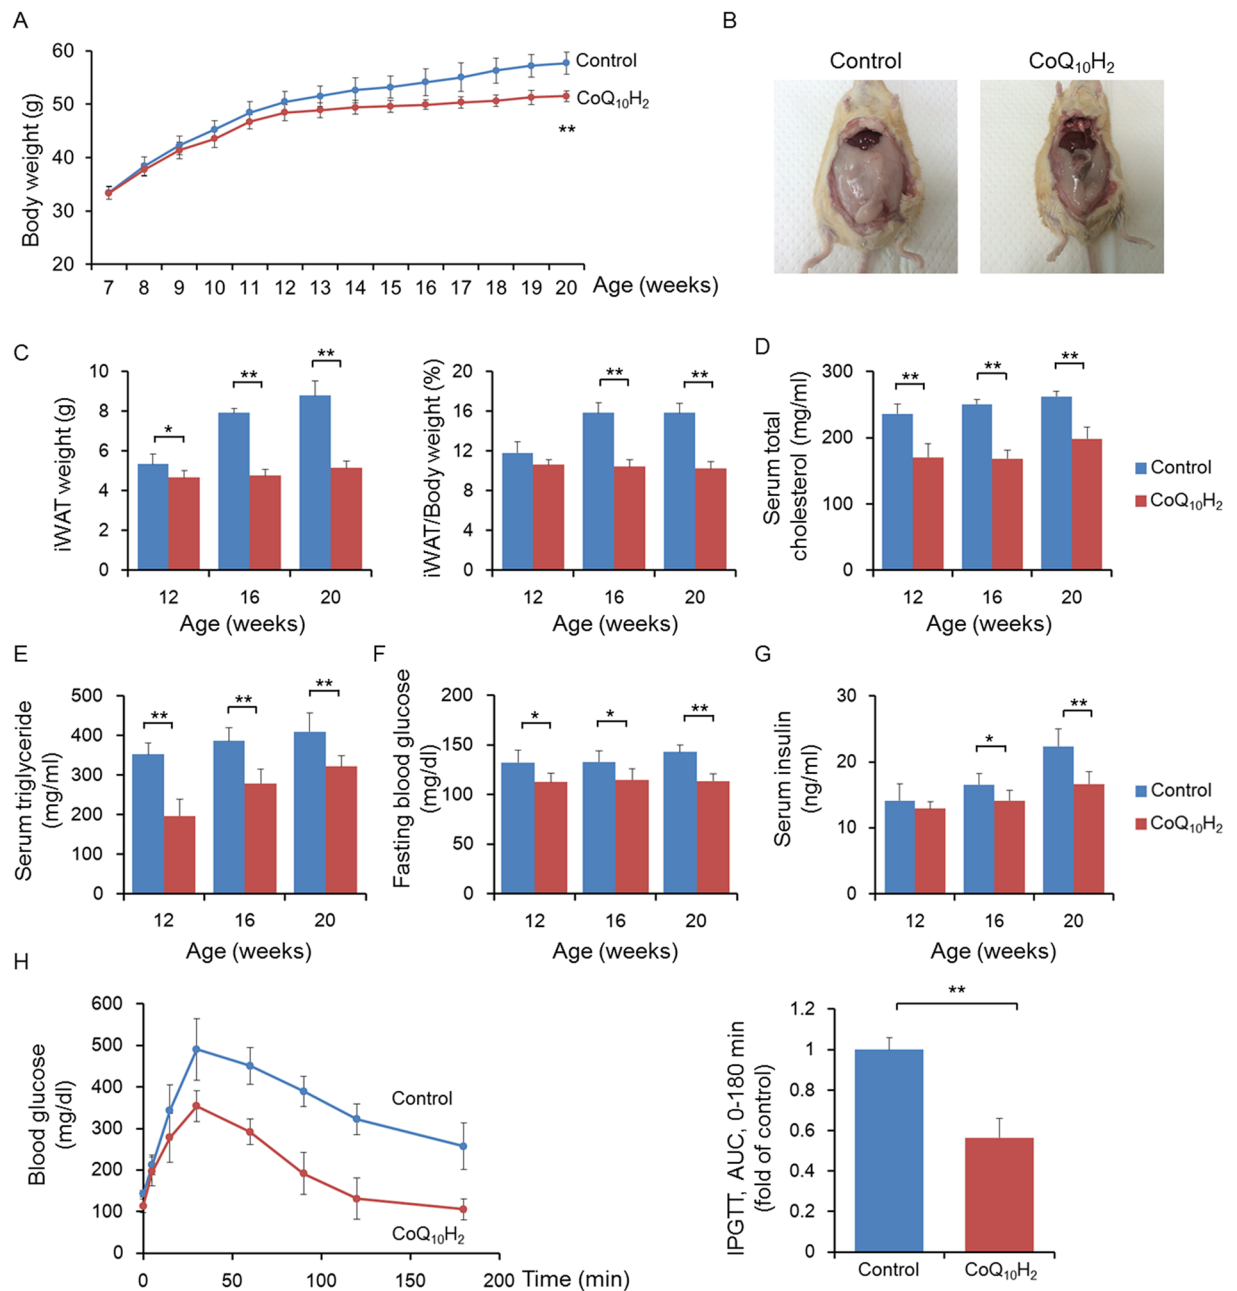 A
60
50
40
30
20
Body weight (g)
Control
CoQ10H2
**
7 8 9 10 11 12 13 14 15 16 17 18 19 20 Age (weeks)
B
Control
CoQ10H2
C
10
8
6
4
2
0
iWAT weight (g)
*
**
**
12 16 20
Age (weeks)
20
16
12
8
4
0
iWAT/Body weight (%)
**
**
12 16 20
Age (weeks)
D
300
200
100
0
Serum total
cholesterol (mg/ml)
**
**
**
12 16 20
Age (weeks)
Control
CoQ10H2
E
500
400
300
200
100
0
Serum triglyceride
(mg/ml)
**
**
**
12 16 20
Age (weeks)
F
200
150
100
50
0
Fasting blood glucose
(mg/dl)
*
*
**
12 16 20
Age (weeks)
G
30
20
10
0
Serum insulin
(ng/ml)
*
**
12 16 20
Age (weeks)
Control
CoQ10H2
H
600
500
400
300
200
100
0
Blood glucose
(mg/dl)
Control
CoQ10H2
0 50 100 150 200 Time (min)
1.2
1
0.8
0.6
0.4
0.2
0
IPGTT, AUC, 0-180 min
(fold of control)
**
Control CoQ10H2